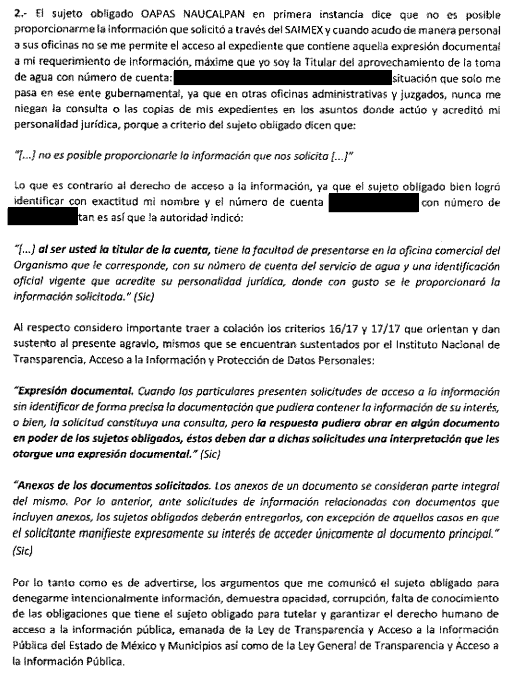 2.- El sujeto obligado OAPAS NAUCALPAN en primera instancia dice que no es posible
proporcionarme la información que solicitó a través del SAIMEX y cuando acudo de manera personal
a sus oficinas no se me permite el acceso al expediente que contiene aquella expresión documental
a mi requerimiento de información, máxime que yo soy la Titular del aprovechamiento de la toma
de agua con número de cuenta: situación que solo me
pasa en ese ente gubernamental, ya que en otras oficinas administrativas y juzgados, nunca me
niegan la consulta o las copias de mis expedientes en los asuntos donde actúo y acreditó mi
personalidad jurídica, porque a criterio del sujeto obligado dicen que:
"[...] no es posible proporcionarle la información que nos solicita [...]"
Lo que es contrario al derecho de acceso a la información, ya que el sujeto obligado bien logró
identificar con exactitud mi nombre y el número de cuenta con número de
tan es así que la autoridad indicó:
"[...] al ser usted la titular de la cuenta, tiene la facultad de presentarse en la oficina comercial del
Organismo que le corresponde, con su número de cuenta del servicio de agua y una identificación
oficial vigente que acredite su personalidad jurídica, donde con gusto se le proporcionará la
información solicitada." (Sic)
Al respecto considero importante traer a colación los criterios 16/17 y 17/17 que orientan y dan
sustento al presente agravio, mismos que se encuentran sustentados por el Instituto Nacional de
Transparencia, Acceso a la Información y Protección de Datos Personales:
"Expresión documental. Cuando los particulares presenten solicitudes de acceso a la información
sin identificar de forma precisa la documentación que pudiera contener la información de su interés,
o bien, la solicitud constituya una consulta, pero la respuesta pudiera obrar en algún documento
en poder de los sujetos obligados, éstos deben dar a dichas solicitudes una interpretación que les
otorgue una expresión documental." (Sic)
"Anexos de los documentos solicitados. Los anexos de un documento se consideran parte integral
del mismo. Por lo anterior, ante solicitudes de información relacionadas con documentos que
incluyen anexos, los sujetos obligados deberán entregarlos, con excepción de aquellos casos en que
el solicitante manifieste expresamente su interés de acceder únicamente al documento principal."
(Sic)
Por lo tanto como es de advertirse, los argumentos que me comunicó el sujeto obligado para
denegarme intencionalmente información, demuestra opacidad, corrupción, falta de conocimiento
de las obligaciones que tiene el sujeto obligado para tutelar y garantizar el derecho humano de
acceso a la información pública, emanada de la Ley de Transparencia y Acceso a la Información
Pública del Estado de México y Municipios así como de la Ley General de Transparencia y Acceso a
la Información Pública.